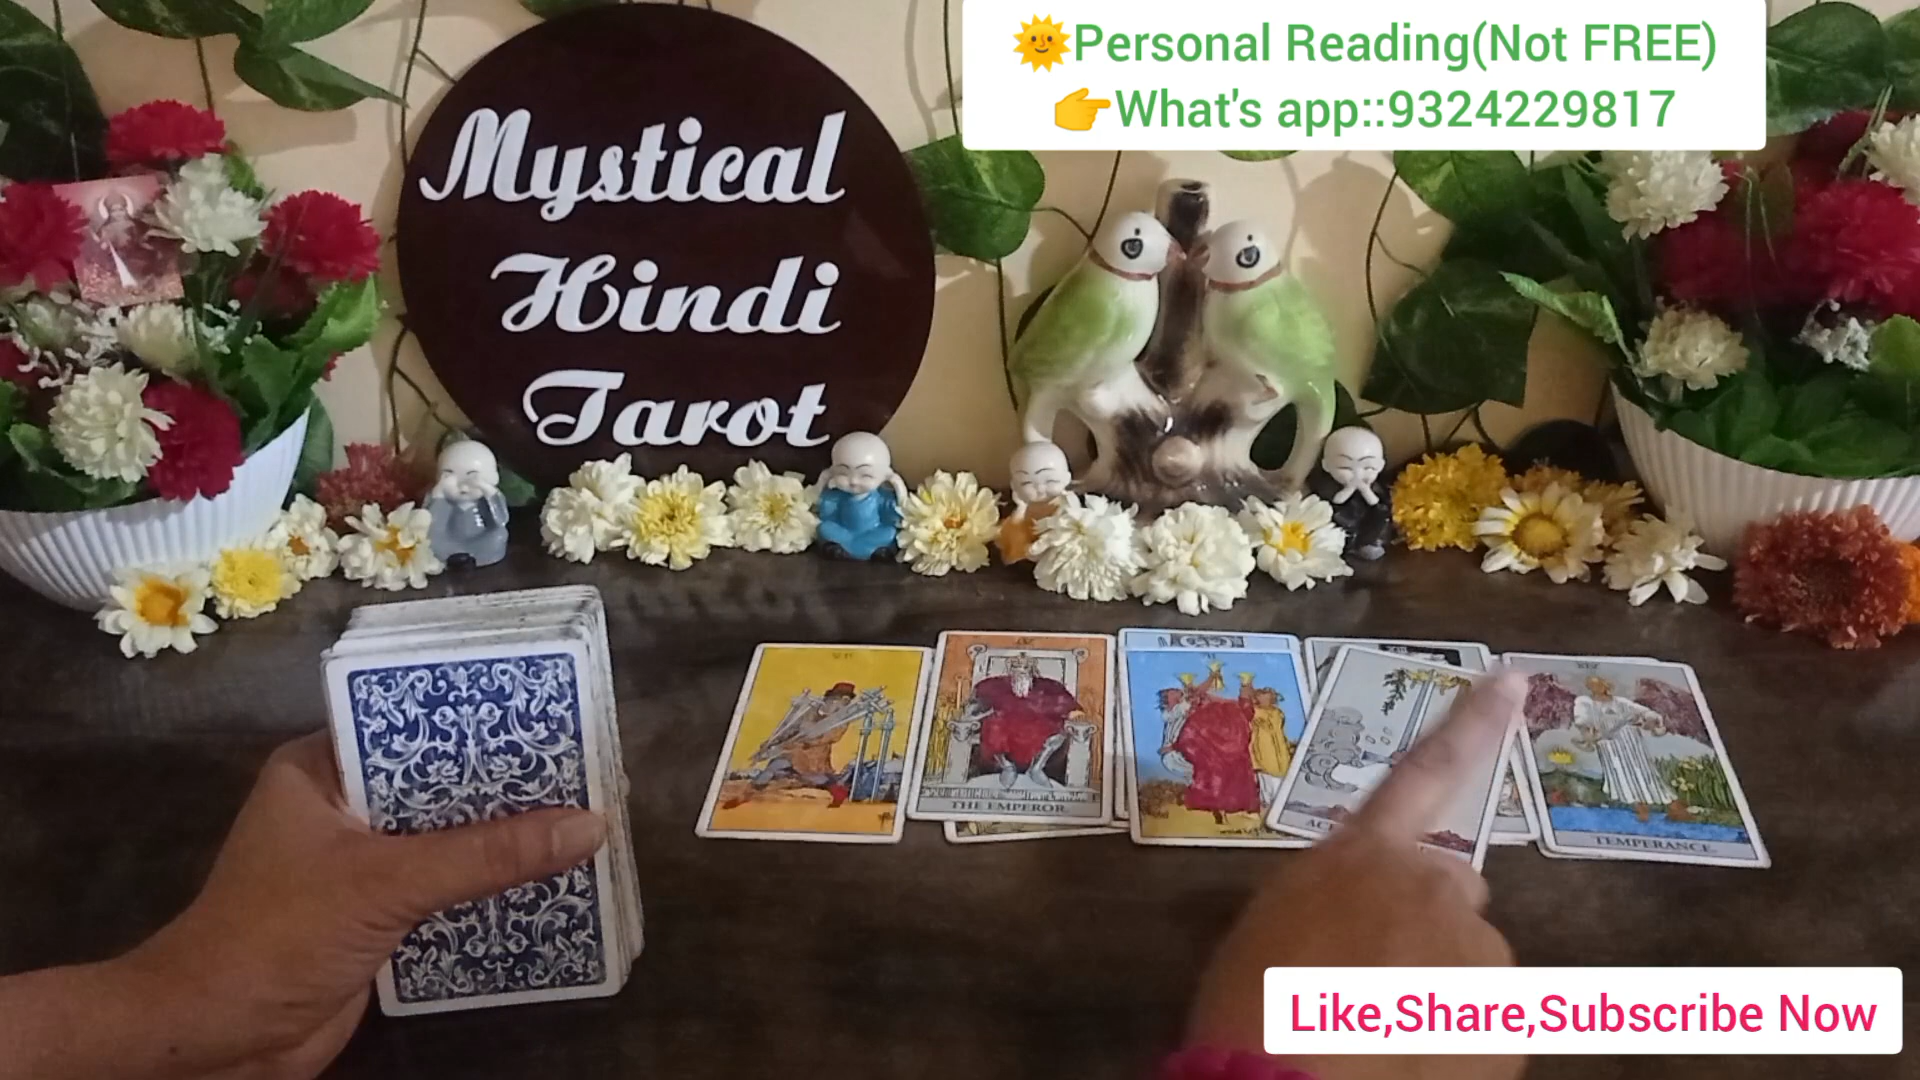 🌞Personal Reading(Not FREE)
👉What's app::9324229817
Mystical
Hindi
Tarot
THE EMPEROR.
TEMPERANCE.
Like,Share,Subscribe Now